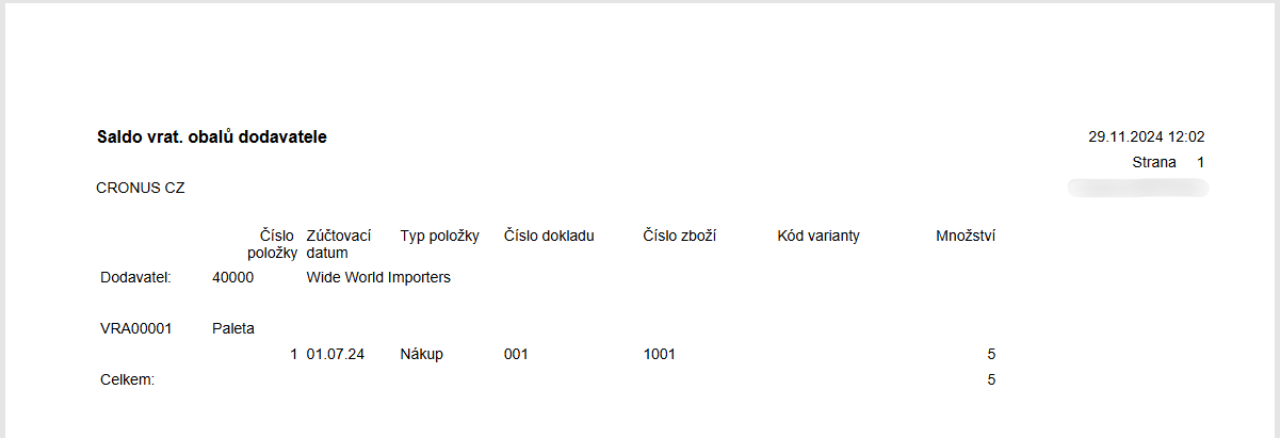 Saldo vrat. obalů dodavatele 29.11.2024 12:02
Strana 1
CRONUS CZ
Číslo položky Zúčtovací datum Typ položky Číslo dokladu Číslo zboží Kód varianty Množství
Dodavatel: 40000 Wide World Importers
VRA00001 Paleta
1 01.07.24 Nákup 001 1001 5
Celkem: 5